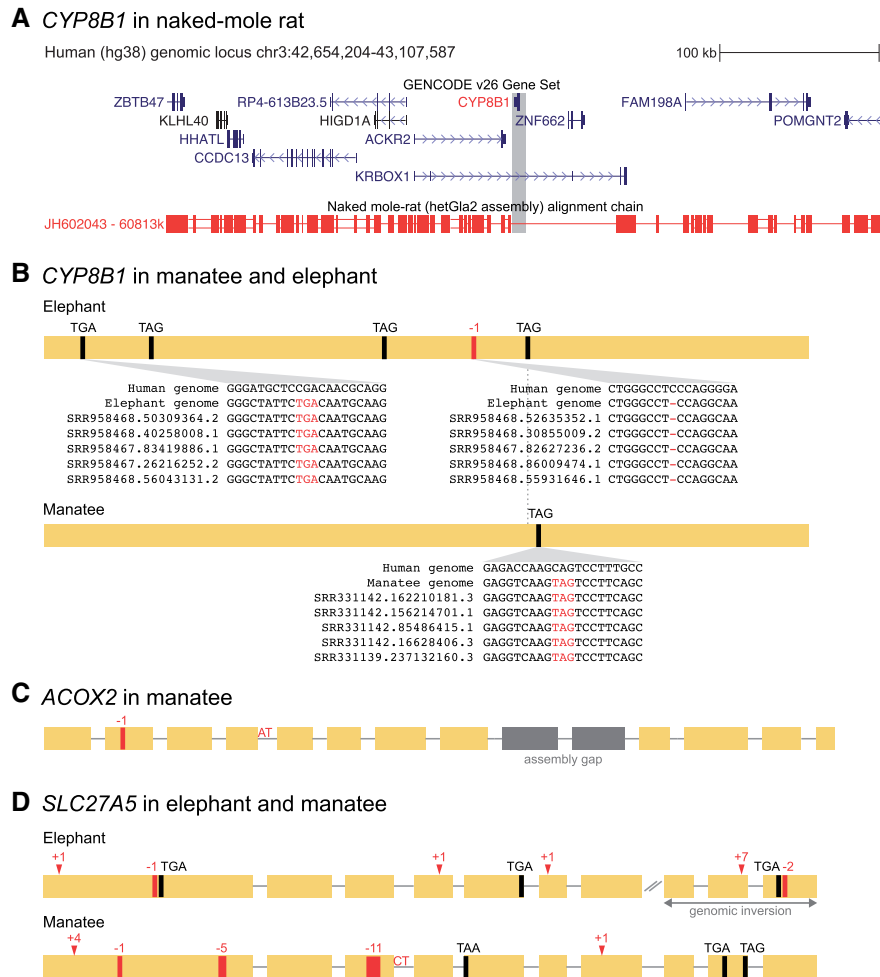 A CYP8B1 in naked-mole rat
Human (hg38) genomic locus chr3:42,654,204-43,107,587
100 kb
GENCODE v26 Gene Set
ZBTB47 RP4-613B23.5 CYP8B1 FAM198A
KLHL40 HIGD1A ZNF662 POMGNT2
HHATL ACKR2
CCDC13
KRBOX1
Naked mole-rat (hetGla2 assembly) alignment chain
JH602043 - 60813k
B CYP8B1 in manatee and elephant
Elephant
TGA TAG TAG -1 TAG
Human genome GGGATGCTCCGACAACGCAGG
Elephant genome GGGCTATTCTGACAATGCAAG
SRR958468.50309364.2 GGGCTATTCTGACAATGCAAG
SRR958468.40258008.1 GGGCTATTCTGACAATGCAAG
SRR958467.83419886.1 GGGCTATTCTGACAATGCAAG
SRR958467.26216252.2 GGGCTATTCTGACAATGCAAG
SRR958468.56043131.2 GGGCTATTCTGACAATGCAAG
Human genome CTGGGCCTCCCAGGGGA
Elephant genome CTGGGCCT-CCAGGCAA
SRR958468.52635352.1 CTGGGCCT-CCAGGCAA
SRR958468.30855009.2 CTGGGCCT-CCAGGCAA
SRR958467.82627236.2 CTGGGCCT-CCAGGCAA
SRR958468.86009474.1 CTGGGCCT-CCAGGCAA
SRR958468.55931646.1 CTGGGCCT-CCAGGCAA
Manatee
TAG
Human genome GAGACCAAGCAGTCCTTTGCC
Manatee genome GAGGTCAAGTAGTCCTTCAGC
SRR331142.162210181.3 GAGGTCAAGTAGTCCTTCAGC
SRR331142.156214701.1 GAGGTCAAGTAGTCCTTCAGC
SRR331142.85486415.1 GAGGTCAAGTAGTCCTTCAGC
SRR331142.16628406.3 GAGGTCAAGTAGTCCTTCAGC
SRR331139.237132160.3 GAGGTCAAGTAGTCCTTCAGC
C ACOX2 in manatee
-1
AT
assembly gap
D SLC27A5 in elephant and manatee
Elephant
+1 -1 TGA +1 TGA +1 +7 TGA -2
genomic inversion
Manatee
+4 -1 -5 -11 CT TAA +1 TGA TAG